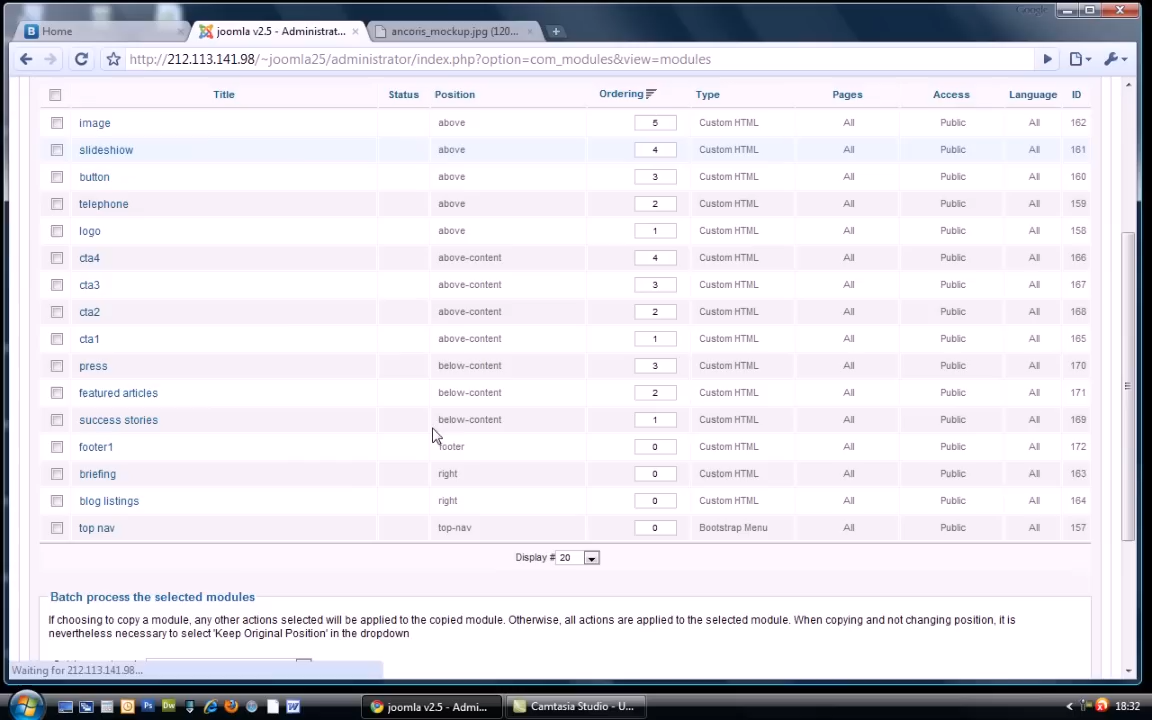 Google
Home
joomla v2.5 - Administrat...
ancoris_mockup.jpg (120...
http://212.113.141.98/~joomla25/administrator/index.php?option=com_modules&view=modules
Title Status Position Ordering Type Pages Access Language ID
image above 5 Custom HTML All Public All 162
slideshiow above 4 Custom HTML All Public All 161
button above 3 Custom HTML All Public All 160
telephone above 2 Custom HTML All Public All 159
logo above 1 Custom HTML All Public All 158
cta4 above-content 4 Custom HTML All Public All 166
cta3 above-content 3 Custom HTML All Public All 167
cta2 above-content 2 Custom HTML All Public All 168
cta1 above-content 1 Custom HTML All Public All 165
press below-content 3 Custom HTML All Public All 170
featured articles below-content 2 Custom HTML All Public All 171
success stories below-content 1 Custom HTML All Public All 169
footer1 footer 0 Custom HTML All Public All 172
briefing right 0 Custom HTML All Public All 163
blog listings right 0 Custom HTML All Public All 164
top nav top-nav 0 Bootstrap Menu All Public All 157
Display # 20
Batch process the selected modules
If choosing to copy a module, any other actions selected will be applied to the copied module. Otherwise, all actions are applied to the selected module. When copying and not changing position, it is
nevertheless necessary to select 'Keep Original Position' in the dropdown
Waiting for 212.113.141.98...
joomla v2.5 - Admi...
Camtasia Studio - U...
18:32